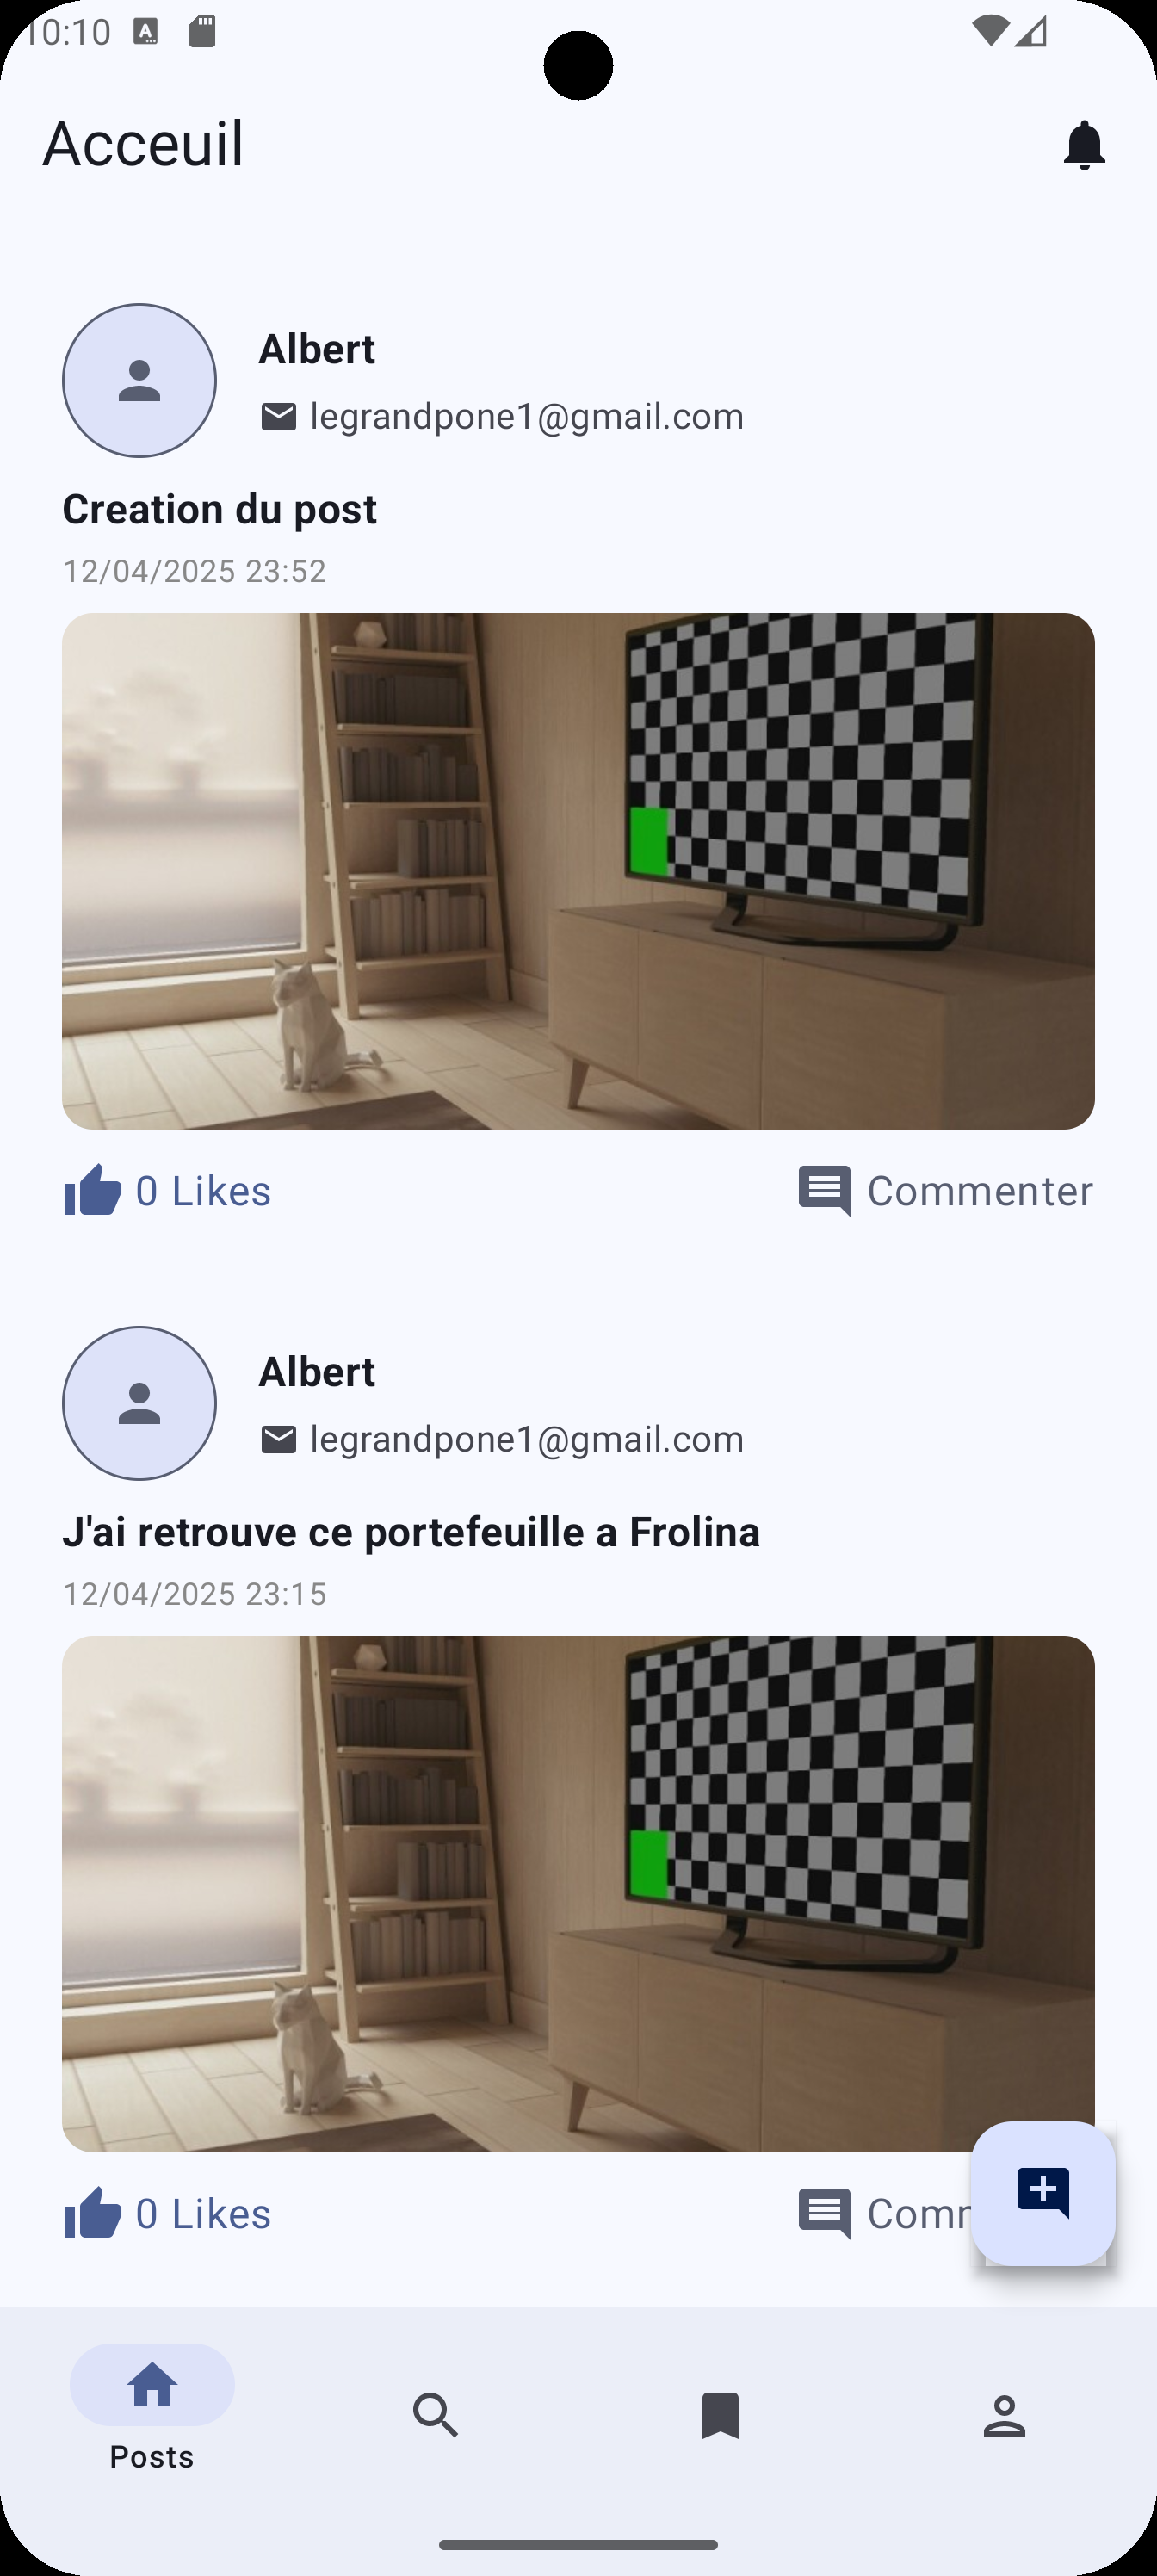 10:10
Acceuil
Albert
legrandpone1@gmail.com
Creation du post
12/04/2025 23:52
0 Likes
Commenter
Albert
legrandpone1@gmail.com
J'ai retrouve ce portefeuille a Frolina
12/04/2025 23:15
0 Likes
Comm
Posts